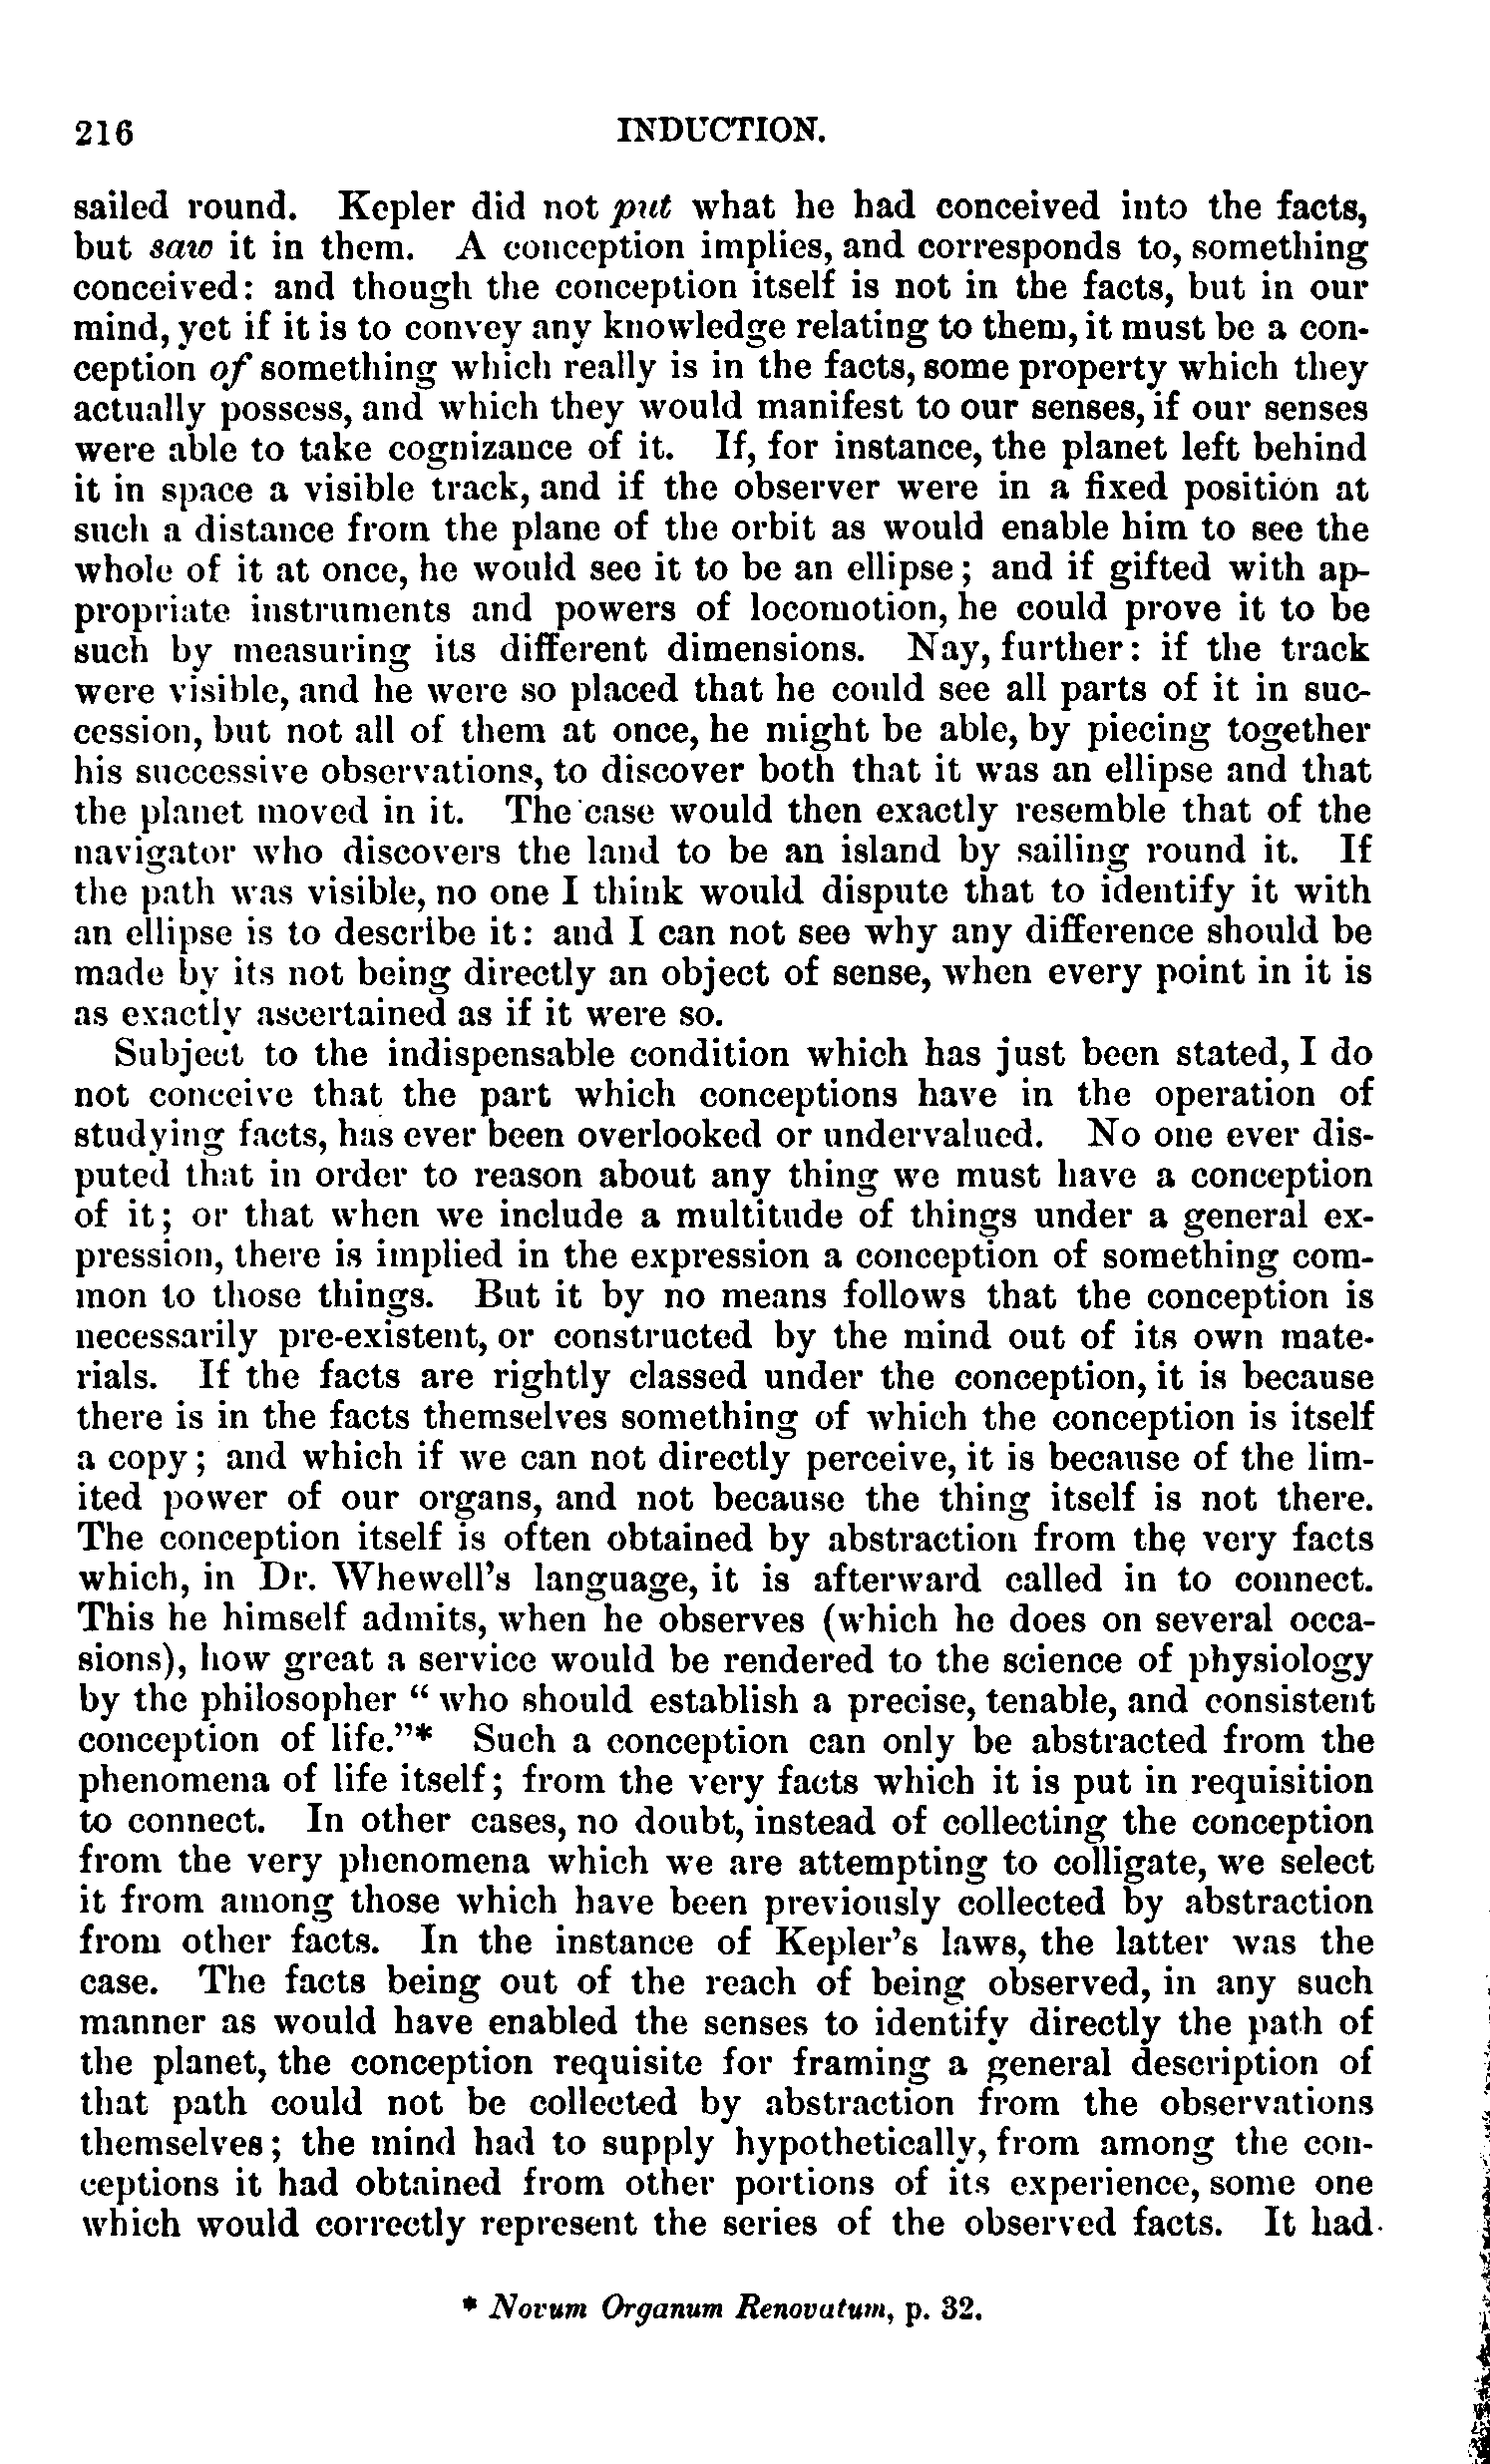 216 INDUCTION.
sailed round. Kepler did not put what he had conceived into the facts,
but saw it in them. A conception implies, and corresponds to, something
conceived: and though the conception itself is not in the facts, but in our
mind, yet if it is to convey any knowledge relating to them, it must be a con-
ception of something which really is in the facts, some property which they
actually possess, and which they would manifest to our senses, if our senses
were able to take cognizance of it. If, for instance, the planet left behind
it in space a visible track, and if the observer were in a fixed position at
such a distance from the plane of the orbit as would enable him to see the
whole of it at once, he would see it to be an ellipse; and if gifted with ap-
propriate instruments and powers of locomotion, he could prove it to be
such by measuring its different dimensions. Nay, further: if the track
were visible, and he were so placed that he could see all parts of it in suc-
cession, but not all of them at once, he might be able, by piecing together
his successive observations, to discover both that it was an ellipse and that
the planet moved in it. The case would then exactly resemble that of the
navigator who discovers the land to be an island by sailing round it. If
the path was visible, no one I think would dispute that to identify it with
an ellipse is to describe it: and I can not see why any difference should be
made by its not being directly an object of sense, when every point in it is
as exactly ascertained as if it were so.
Subject to the indispensable condition which has just been stated, I do
not conceive that the part which conceptions have in the operation of
studying facts, has ever been overlooked or undervalued. No one ever dis-
puted that in order to reason about any thing we must have a conception
of it; or that when we include a multitude of things under a general ex-
pression, there is implied in the expression a conception of something com-
mon to those things. But it by no means follows that the conception is
necessarily pre-existent, or constructed by the mind out of its own mate-
rials. If the facts are rightly classed under the conception, it is because
there is in the facts themselves something of which the conception is itself
a copy; and which if we can not directly perceive, it is because of the lim-
ited power of our organs, and not because the thing itself is not there.
The conception itself is often obtained by abstraction from the very facts
which, in Dr. Whewell's language, it is afterward called in to connect.
This he himself admits, when he observes (which he does on several occa-
sions), how great a service would be rendered to the science of physiology
by the philosopher "who should establish a precise, tenable, and consistent
conception of life."* Such a conception can only be abstracted from the
phenomena of life itself; from the very facts which it is put in requisition
to connect. In other cases, no doubt, instead of collecting the conception
from the very phenomena which we are attempting to colligate, we select
it from among those which have been previously collected by abstraction
from other facts. In the instance of Kepler's laws, the latter was the
case. The facts being out of the reach of being observed, in any such
manner as would have enabled the senses to identify directly the path of
the planet, the conception requisite for framing a general description of
that path could not be collected by abstraction from the observations
themselves; the mind had to supply hypothetically, from among the con-
ceptions it had obtained from other portions of its experience, some one
which would correctly represent the series of the observed facts. It had
* Novum Organum Renovatum, p. 32.